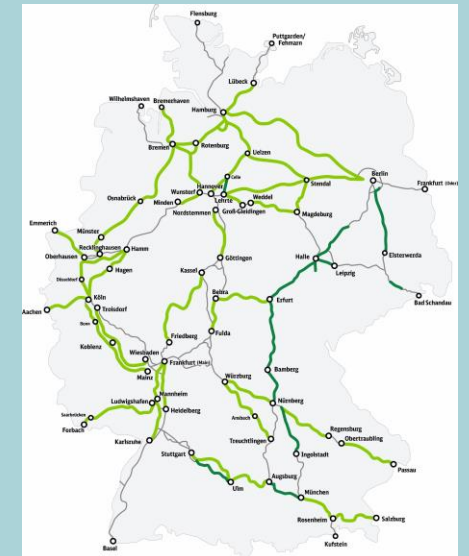 Flensburg
Puttgarden/
Fehmarn
Lübeck
Wilhelmshaven
Bremerhaven
Hamburg
Bremen
Rotenburg
Uelzen
Celle
Stendal
Berlin
Frankfurt (Oder)
Osnabrück
Minden
Wunstorf
Hannover
Lehrte
Weddel
Nordstemmen
Groß Gleidingen
Magdeburg
Emmerich
Münster
Recklinghausen
Hamm
Oberhausen
Halle
Leipzig
Elsterwerda
Düsseldorf
Hagen
Kassel
Göttingen
Bad Schandau
Köln
Troisdorf
Bebra
Erfurt
Aachen
Bonn
Friedberg
Fulda
Koblenz
Wiesbaden
Frankfurt (Main)
Mainz
Würzburg
Bamberg
Ludwigshafen
Mannheim
Nürnberg
Saarbrücken
Heidelberg
Ansbach
Regensburg
Forbach
Obertraubling
Karlsruhe
Treuchtlingen
Passau
Stuttgart
Ingolstadt
Ulm
Augsburg
München
Rosenheim
Salzburg
Basel
Kufstein